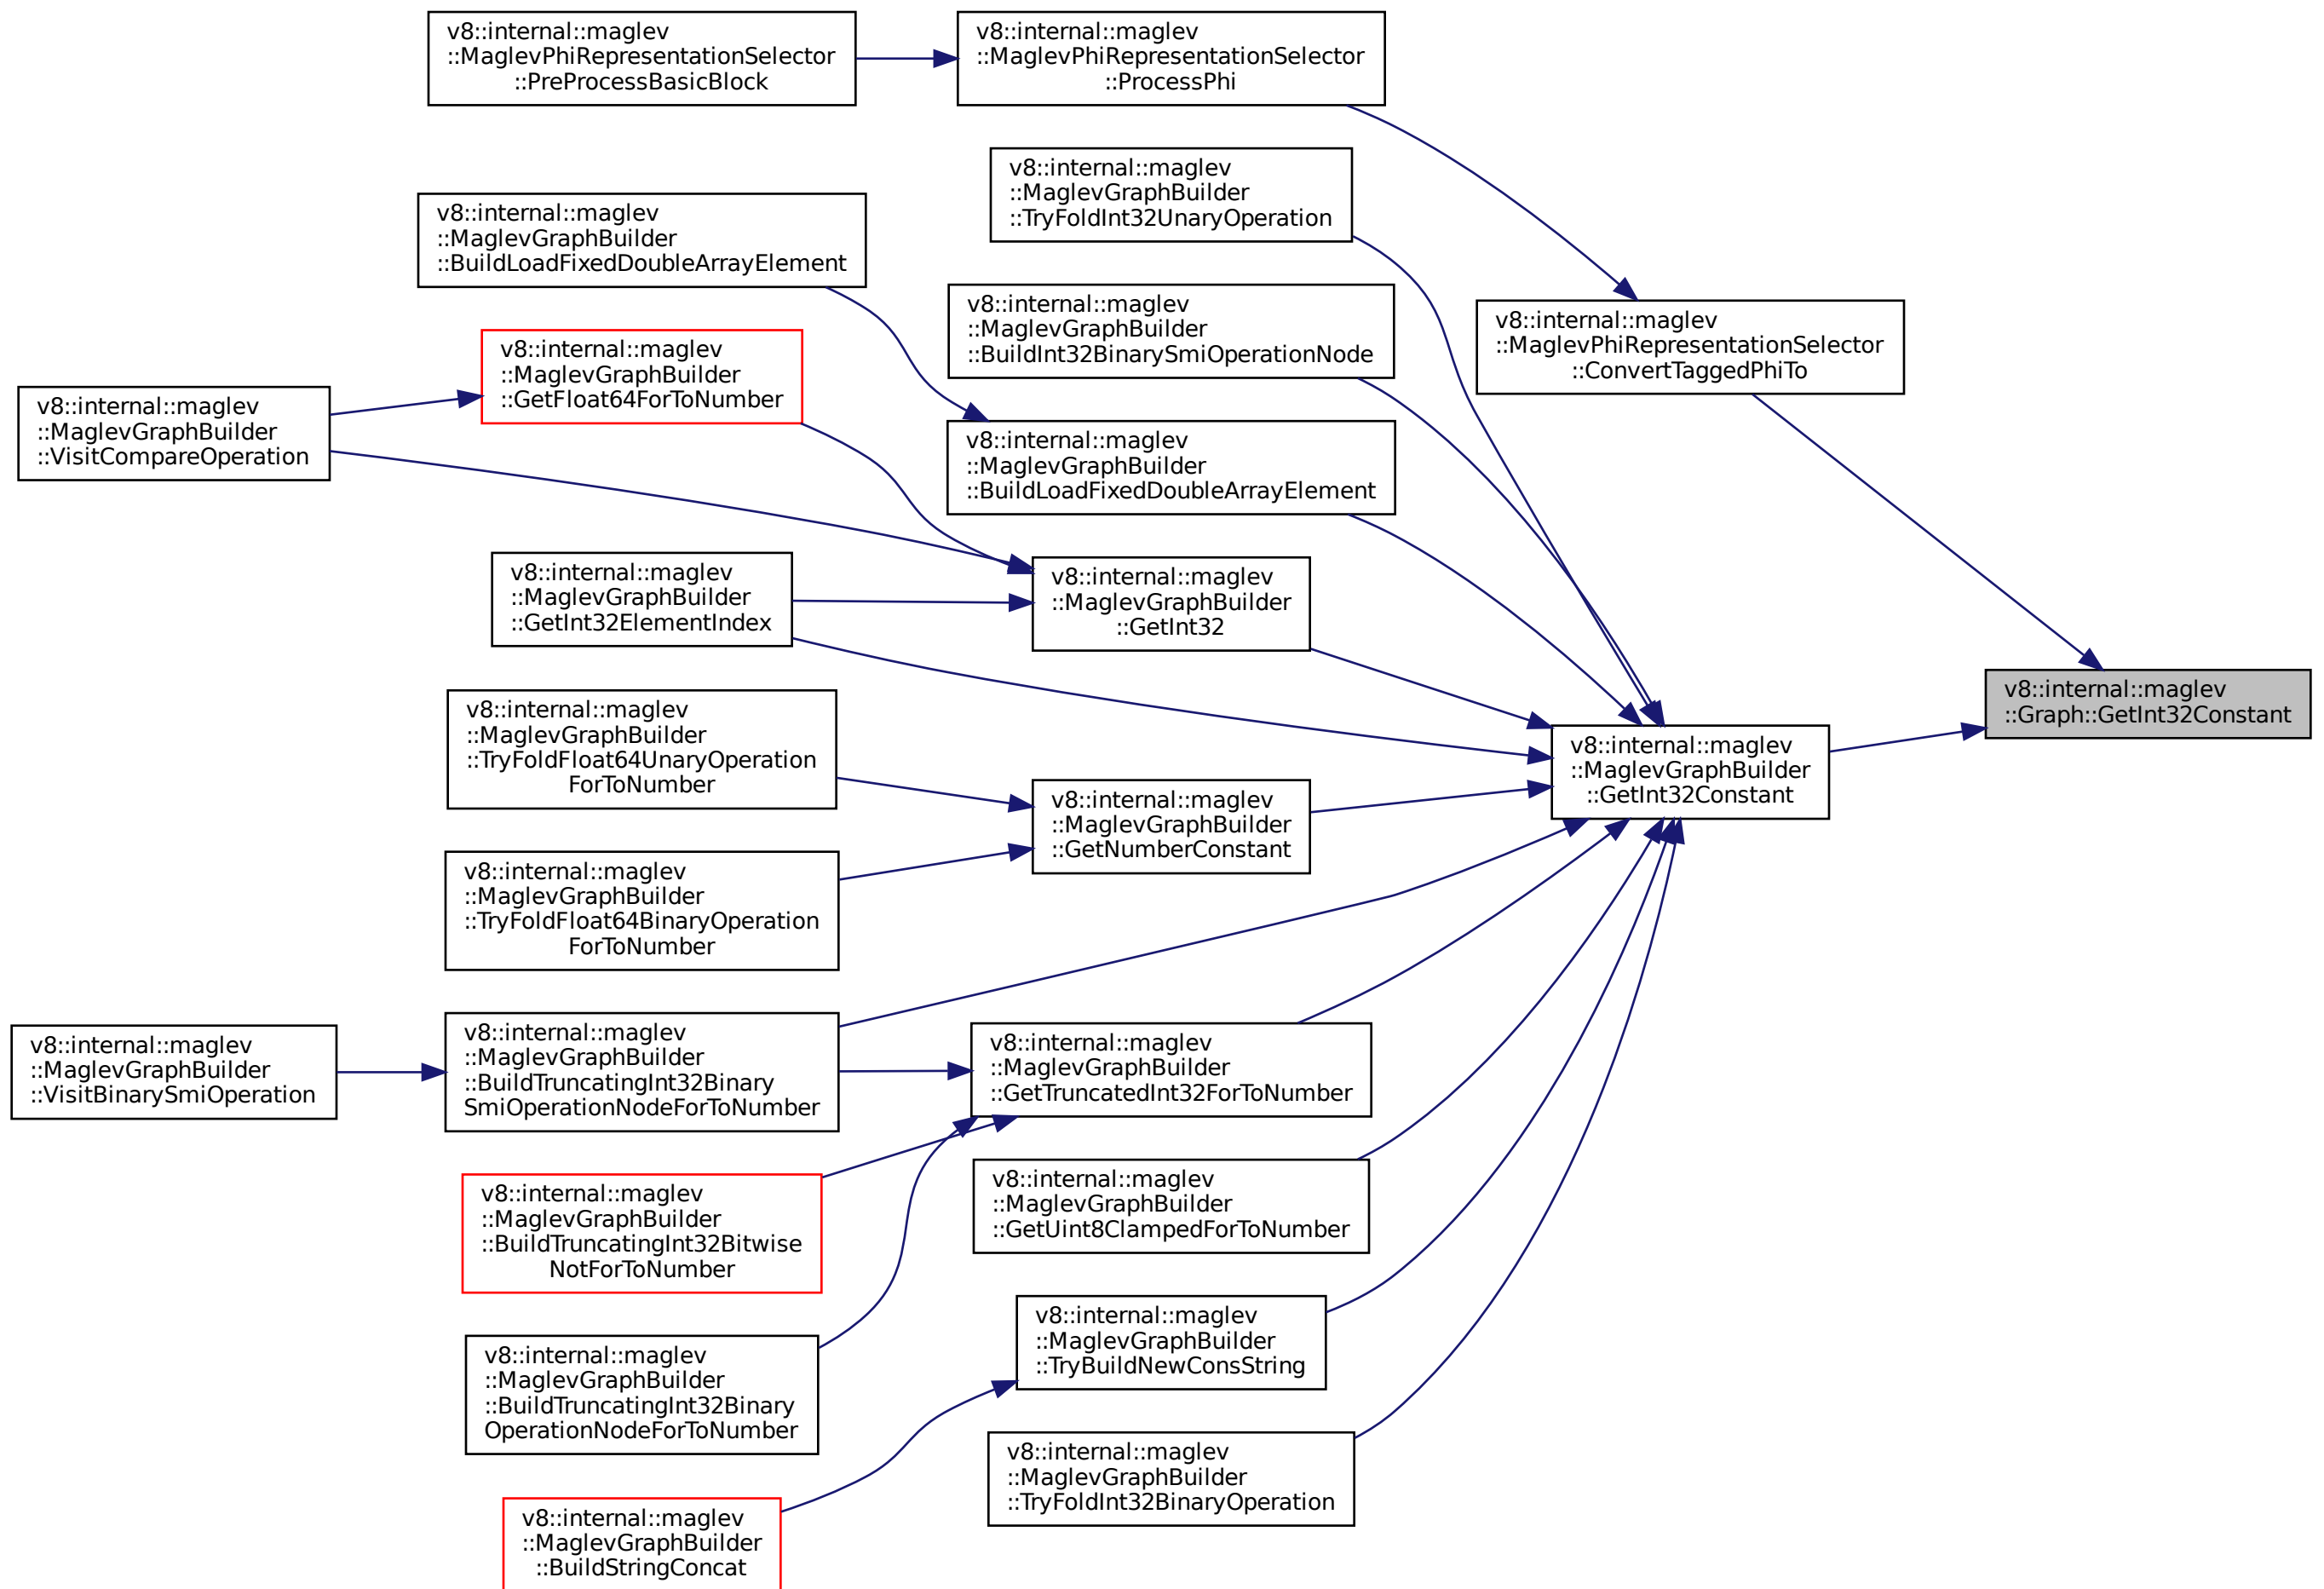 v8::internal::maglev
::MaglevPhiRepresentationSelector
::PreProcessBasicBlock
v8::internal::maglev
::MaglevPhiRepresentationSelector
::ProcessPhi
v8::internal::maglev
::MaglevGraphBuilder
::TryFoldInt32UnaryOperation
v8::internal::maglev
::MaglevGraphBuilder
::BuildLoadFixedDoubleArrayElement
v8::internal::maglev
::MaglevGraphBuilder
::BuildInt32BinarySmiOperationNode
v8::internal::maglev
::MaglevPhiRepresentationSelector
::ConvertTaggedPhiTo
v8::internal::maglev
::MaglevGraphBuilder
::GetFloat64ForToNumber
v8::internal::maglev
::MaglevGraphBuilder
::VisitCompareOperation
v8::internal::maglev
::MaglevGraphBuilder
::BuildLoadFixedDoubleArrayElement
v8::internal::maglev
::MaglevGraphBuilder
::GetInt32ElementIndex
v8::internal::maglev
::MaglevGraphBuilder
::GetInt32
v8::internal::maglev
::Graph::GetInt32Constant
v8::internal::maglev
::MaglevGraphBuilder
::TryFoldFloat64UnaryOperation
ForToNumber
v8::internal::maglev
::MaglevGraphBuilder
::GetInt32Constant
v8::internal::maglev
::MaglevGraphBuilder
::GetNumberConstant
v8::internal::maglev
::MaglevGraphBuilder
::TryFoldFloat64BinaryOperation
ForToNumber
v8::internal::maglev
::MaglevGraphBuilder
::VisitBinarySmiOperation
v8::internal::maglev
::MaglevGraphBuilder
::BuildTruncatingInt32Binary
SmiOperationNodeForToNumber
v8::internal::maglev
::MaglevGraphBuilder
::GetTruncatedInt32ForToNumber
v8::internal::maglev
::MaglevGraphBuilder
::BuildTruncatingInt32Bitwise
NotForToNumber
v8::internal::maglev
::MaglevGraphBuilder
::GetUint8ClampedForToNumber
v8::internal::maglev
::MaglevGraphBuilder
::BuildTruncatingInt32Binary
OperationNodeForToNumber
v8::internal::maglev
::MaglevGraphBuilder
::TryBuildNewConsString
v8::internal::maglev
::MaglevGraphBuilder
::TryFoldInt32BinaryOperation
v8::internal::maglev
::MaglevGraphBuilder
::BuildStringConcat